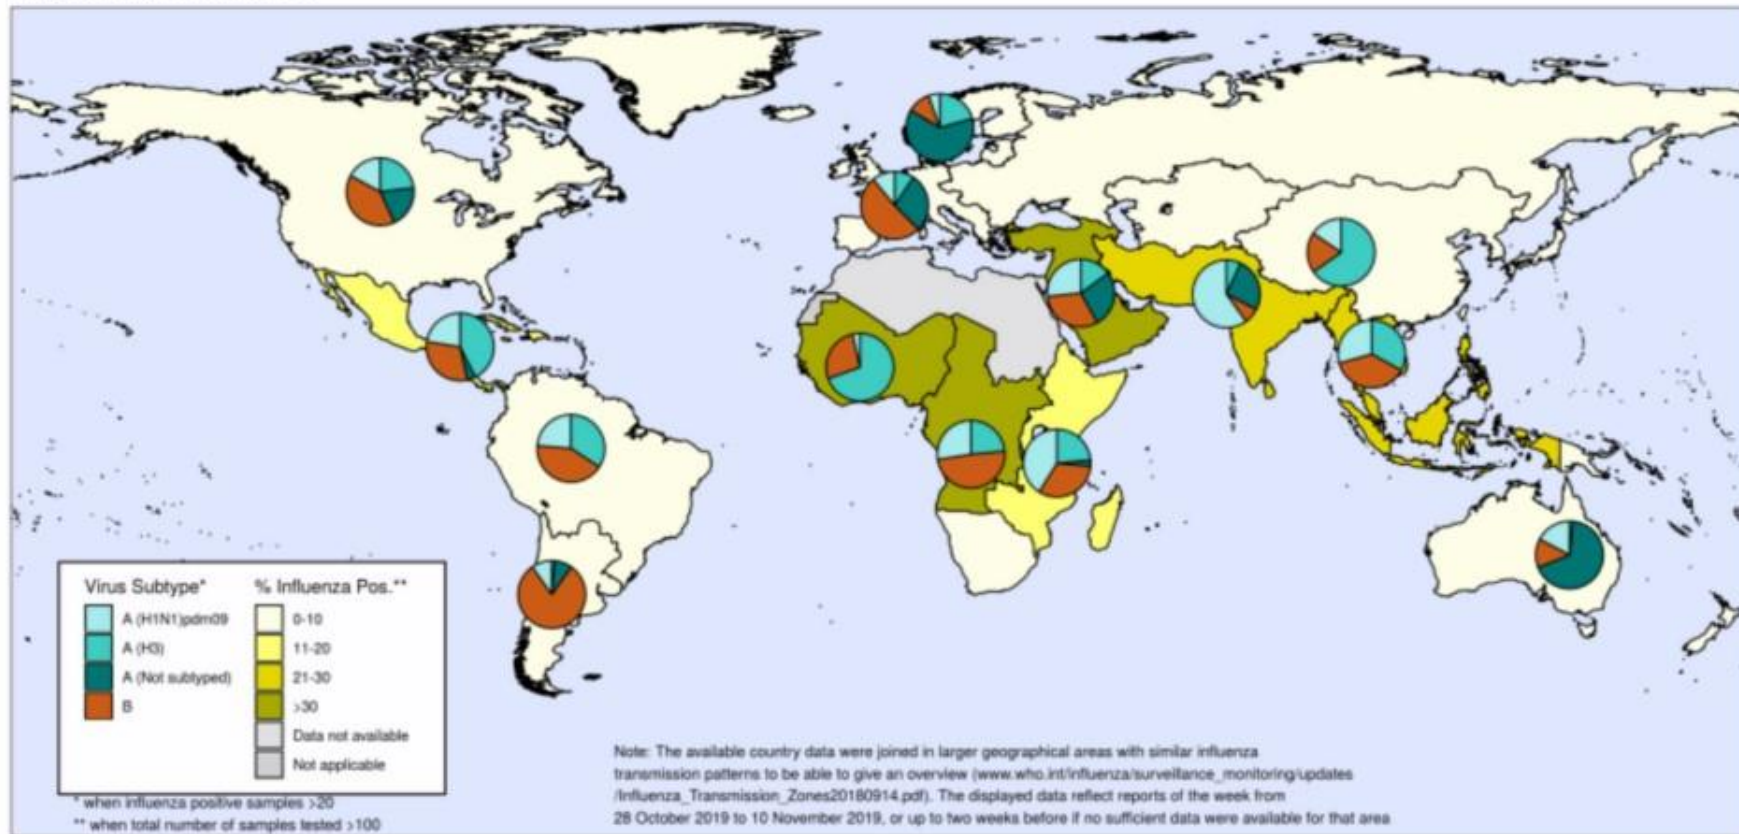 Virus Subtype*
A (H1N1)pdm09
A (H3)
A (Not subtyped)
B
% Influenza Pos.**
0-10
11-20
21-30
>30
Data not available
Not applicable
* when influenza positive samples >20
** when total number of samples tested >100
Note: The available country data were joined in larger geographical areas with similar influenza
transmission patterns to be able to give an overview (www.who.int/influenza/surveillance_monitoring/updates
/Influenza_Transmission_Zones20180914.pdf). The displayed data reflect reports of the week from
28 October 2019 to 10 November 2019, or up to two weeks before if no sufficient data were available for that area